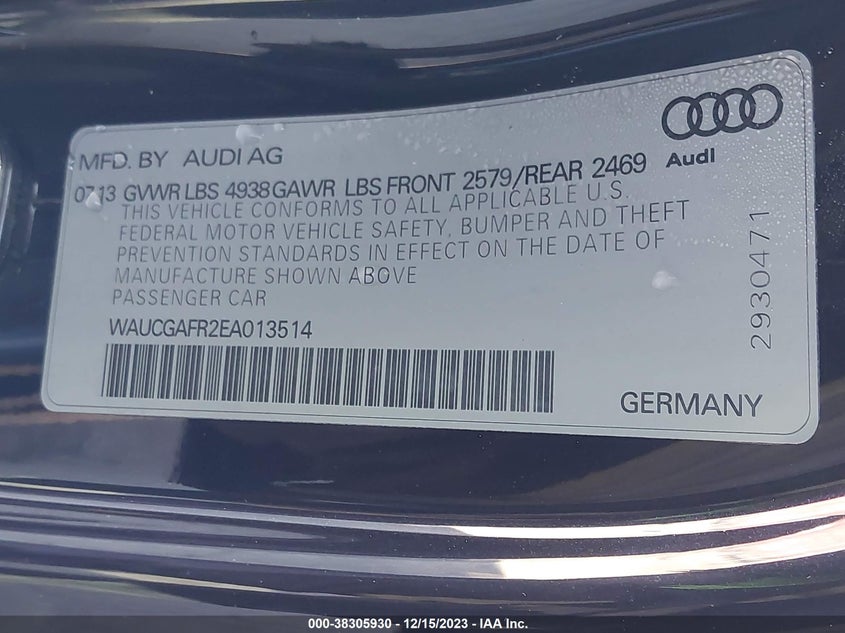 Audi
MFD. BY AUDI AG
07 13 GVWR LBS 4938 GAWR LBS FRONT 2579/REAR 2469
THIS VEHICLE CONFORMS TO ALL APPLICABLE U.S.
FEDERAL MOTOR VEHICLE SAFETY, BUMPER AND THEFT
PREVENTION STANDARDS IN EFFECT ON THE DATE OF
MANUFACTURE SHOWN ABOVE
PASSENGER CAR
WAUCGAFR2EA013514
GERMANY
2930471
000-38305930 - 12/15/2023 - IAA Inc.